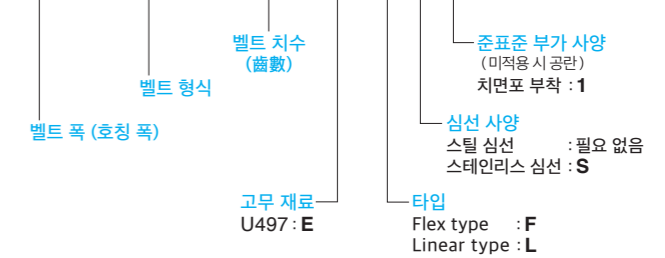 벨트 치수
(齒數)
준표준 부가 사양
(미적용 시 공란)
치면포 부착 : 1
벨트 형식
벨트 폭 (호칭 폭)
심선 사양
스틸 심선 : 필요 없음
스테인리스 심선 : S
고무 재료
U497 : E
타입
Flex type : F
Linear type : L